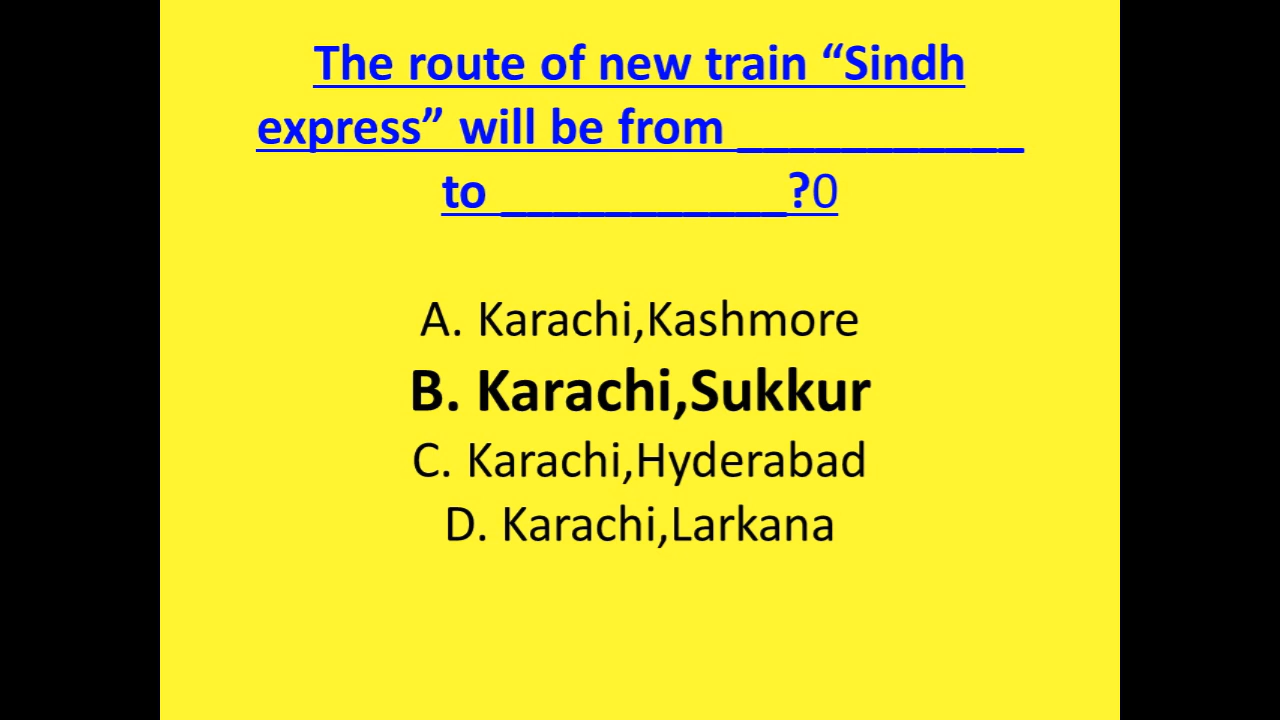 The route of new train “Sindh
express” will be from ___________
to ___________?0
A. Karachi,Kashmore
B. Karachi,Sukkur
C. Karachi,Hyderabad
D. Karachi,Larkana